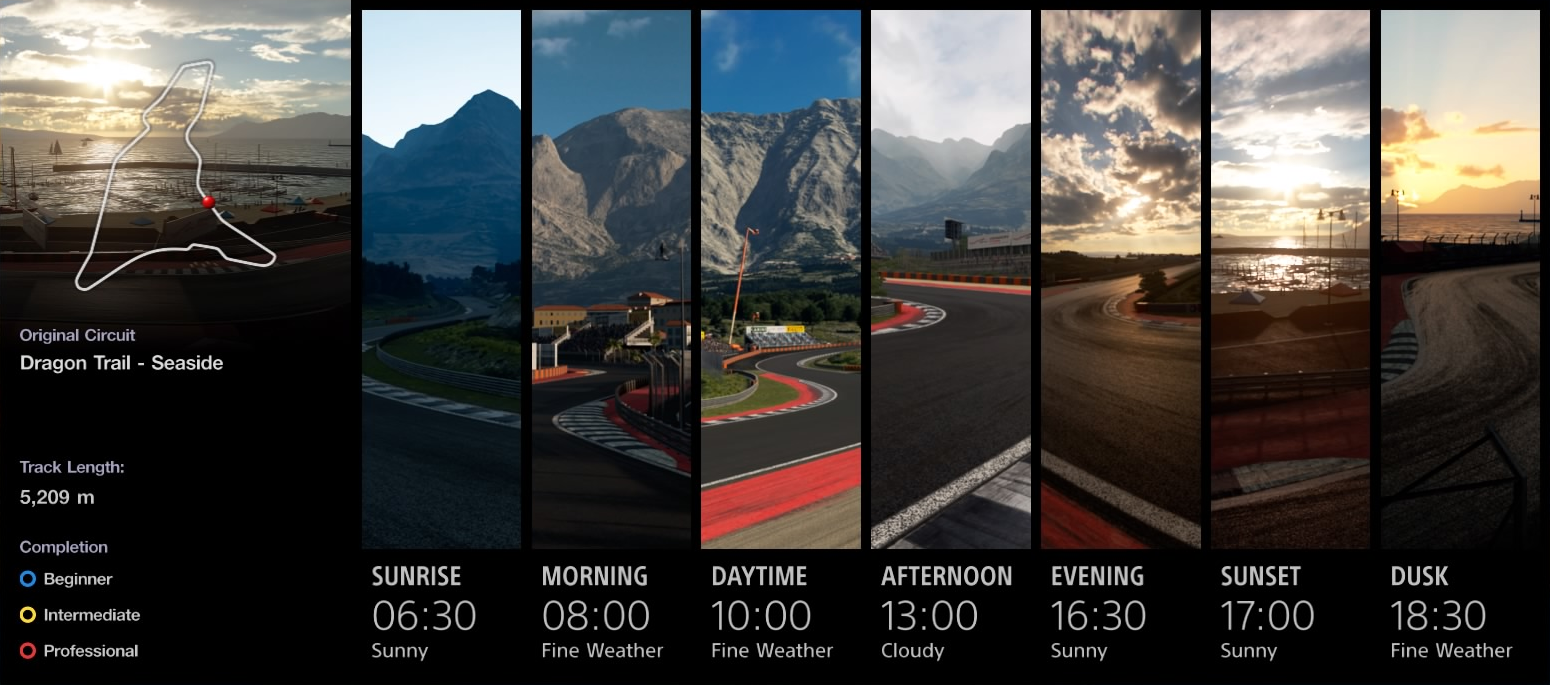 Original Circuit
Dragon Trail - Seaside
Track Length:
5,209 m
Completion
Beginner
Intermediate
Professional
SUNRISE
06:30
Sunny
MORNING
08:00
Fine Weather
DAYTIME
10:00
Fine Weather
AFTERNOON
13:00
Cloudy
EVENING
16:30
Sunny
SUNSET
17:00
Sunny
DUSK
18:30
Fine Weather